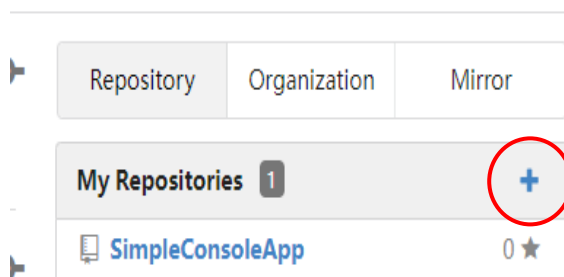 Repository Organization Mirror
My Repositories 1 +
SimpleConsoleApp 0 ★